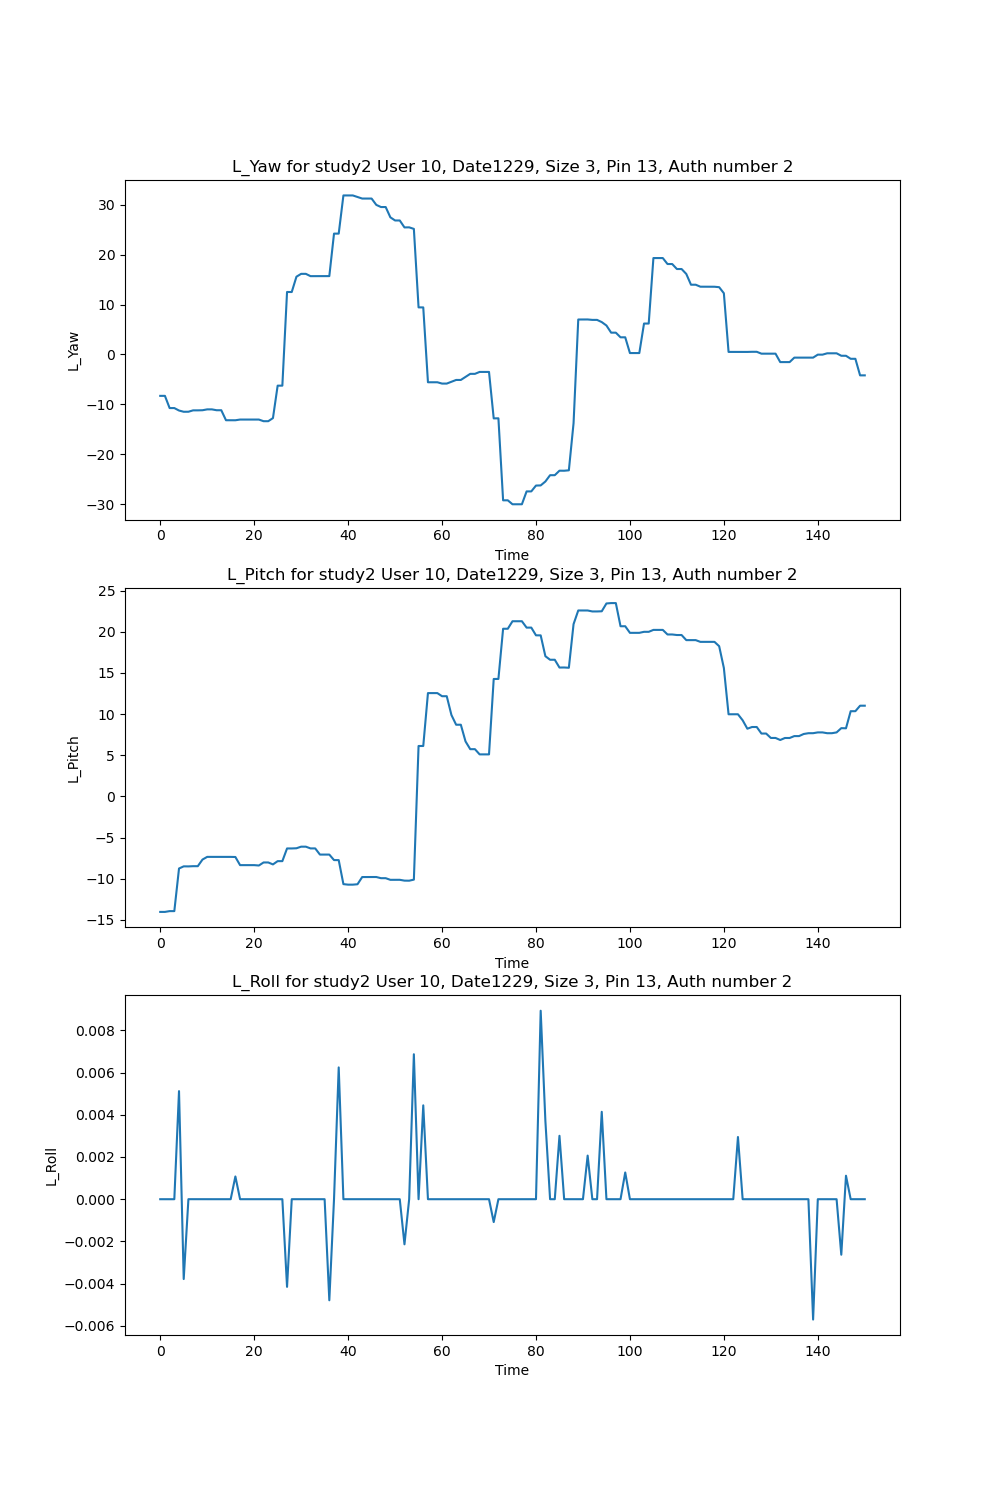 L_Yaw for study2 User 10, Date1229, Size 3, Pin 13, Auth number 2
30
20
10
0
−10
−20
−30
L_Yaw
0 20 40 60 80 100 120 140
Time
L_Pitch for study2 User 10, Date1229, Size 3, Pin 13, Auth number 2
25
20
15
10
5
0
−5
−10
−15
L_Pitch
0 20 40 60 80 100 120 140
Time
L_Roll for study2 User 10, Date1229, Size 3, Pin 13, Auth number 2
0.008
0.006
0.004
0.002
0.000
−0.002
−0.004
−0.006
L_Roll
0 20 40 60 80 100 120 140
Time